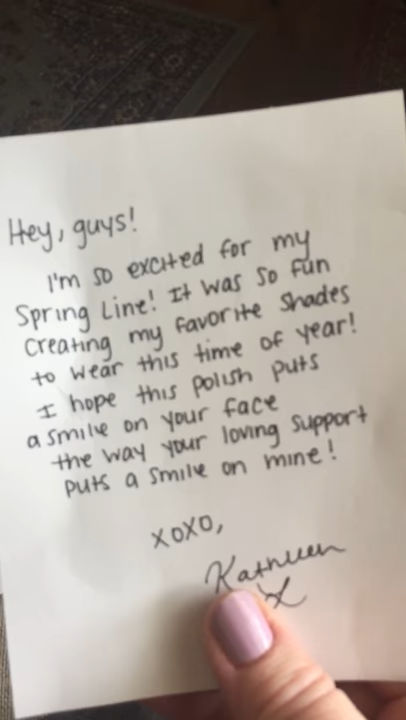 Hey, guys!
I'm so excited for my
Spring Line! It was so fun
creating my favorite shades
to wear this time of year!
I hope this polish puts
a smile on your face
the way your loving support
puts a smile on mine!
xoxo,
Kathleen
X